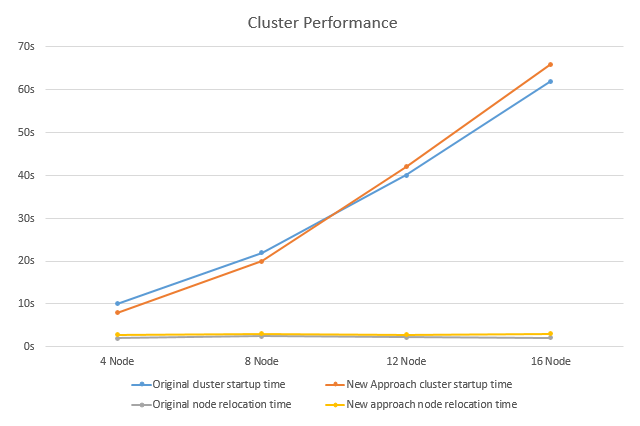 Cluster Performance
70s
60s
50s
40s
30s
20s
10s
0s
4 Node 8 Node 12 Node 16 Node
Original cluster startup time New Approach cluster startup time
Original node relocation time New approach node relocation time